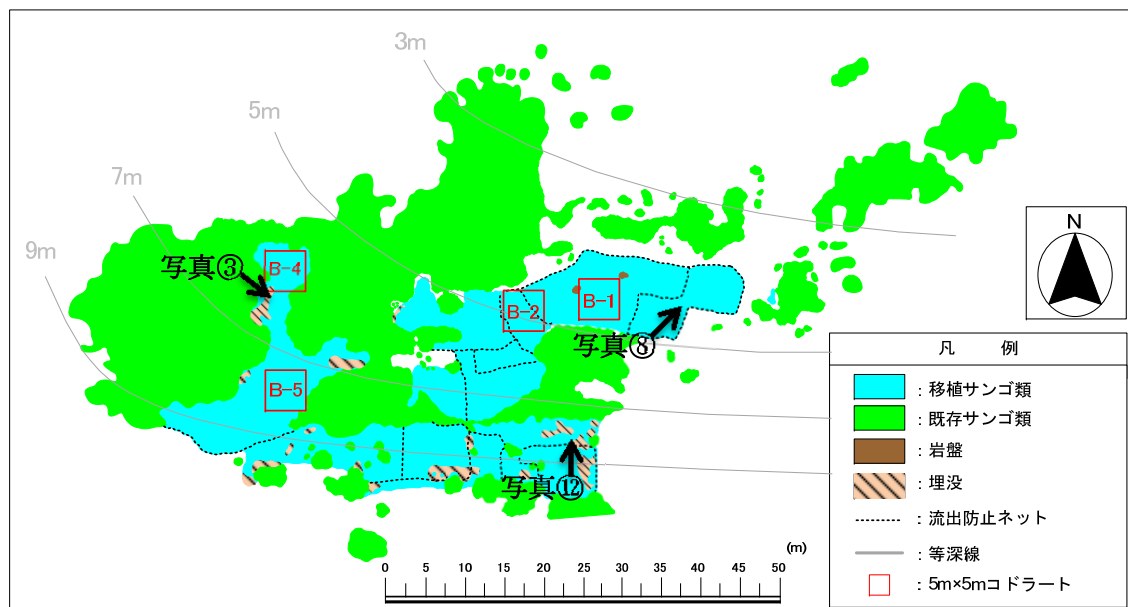 3m
5m
7m
9m
N
写真③
B-4
B-1
B-2
写真⑧
B-5
写真⑫
凡 例
:移植サンゴ類
:既存サンゴ類
:岩盤
:埋没
:流出防止ネット
:等深線
:5m×5mコドラート
(m)
0 5 10 15 20 25 30 35 40 45 50